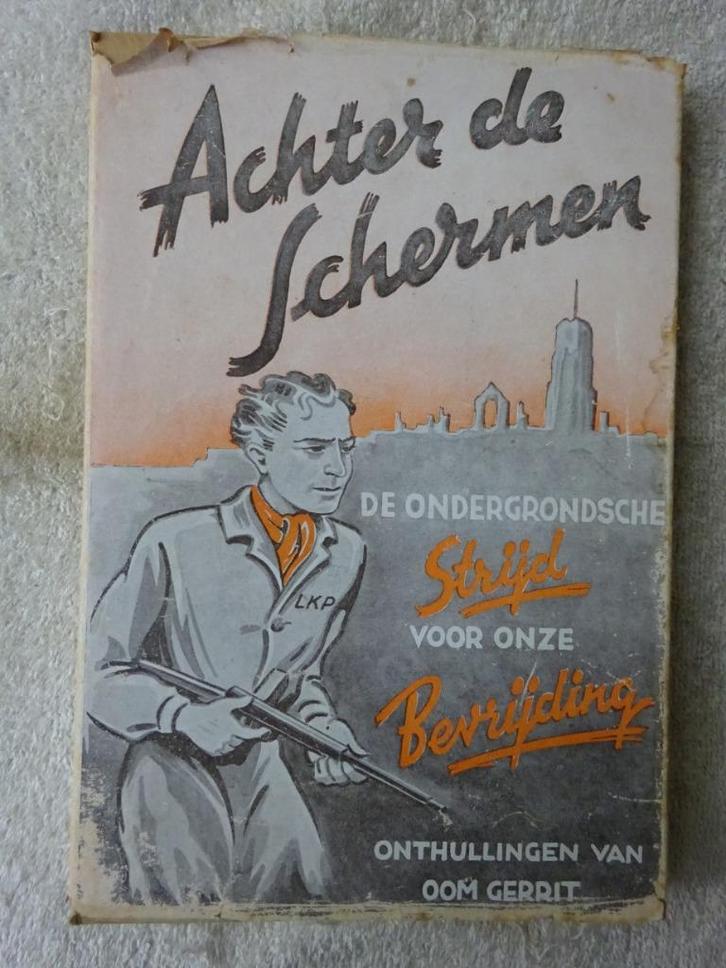 Achter de
Schermen
DE ONDERGRONDSCHE
Strijd
VOOR ONZE
Bevrijding
LKP
ONTHULLINGEN VAN
OOM GERRIT